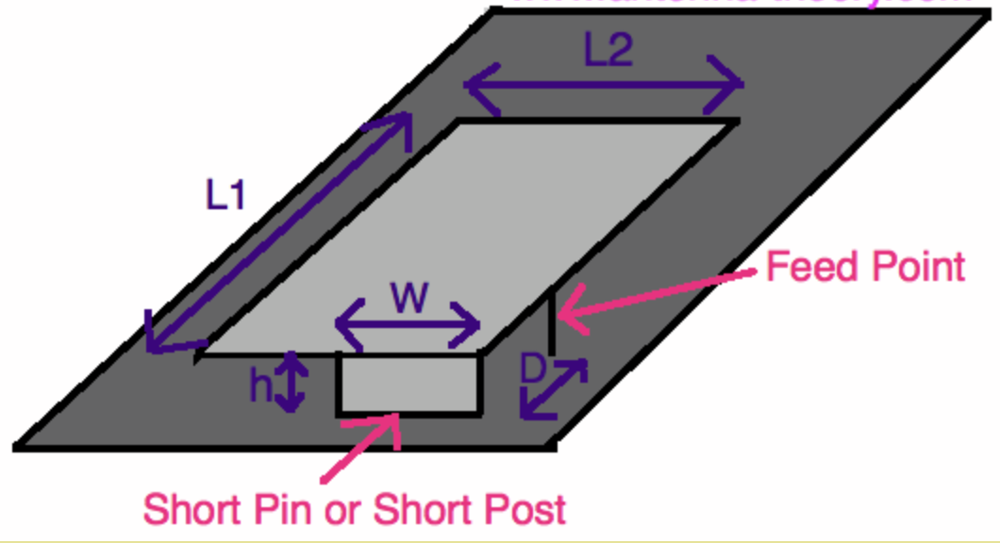 L2
L1
Feed Point
W
D
h
Short Pin or Short Post